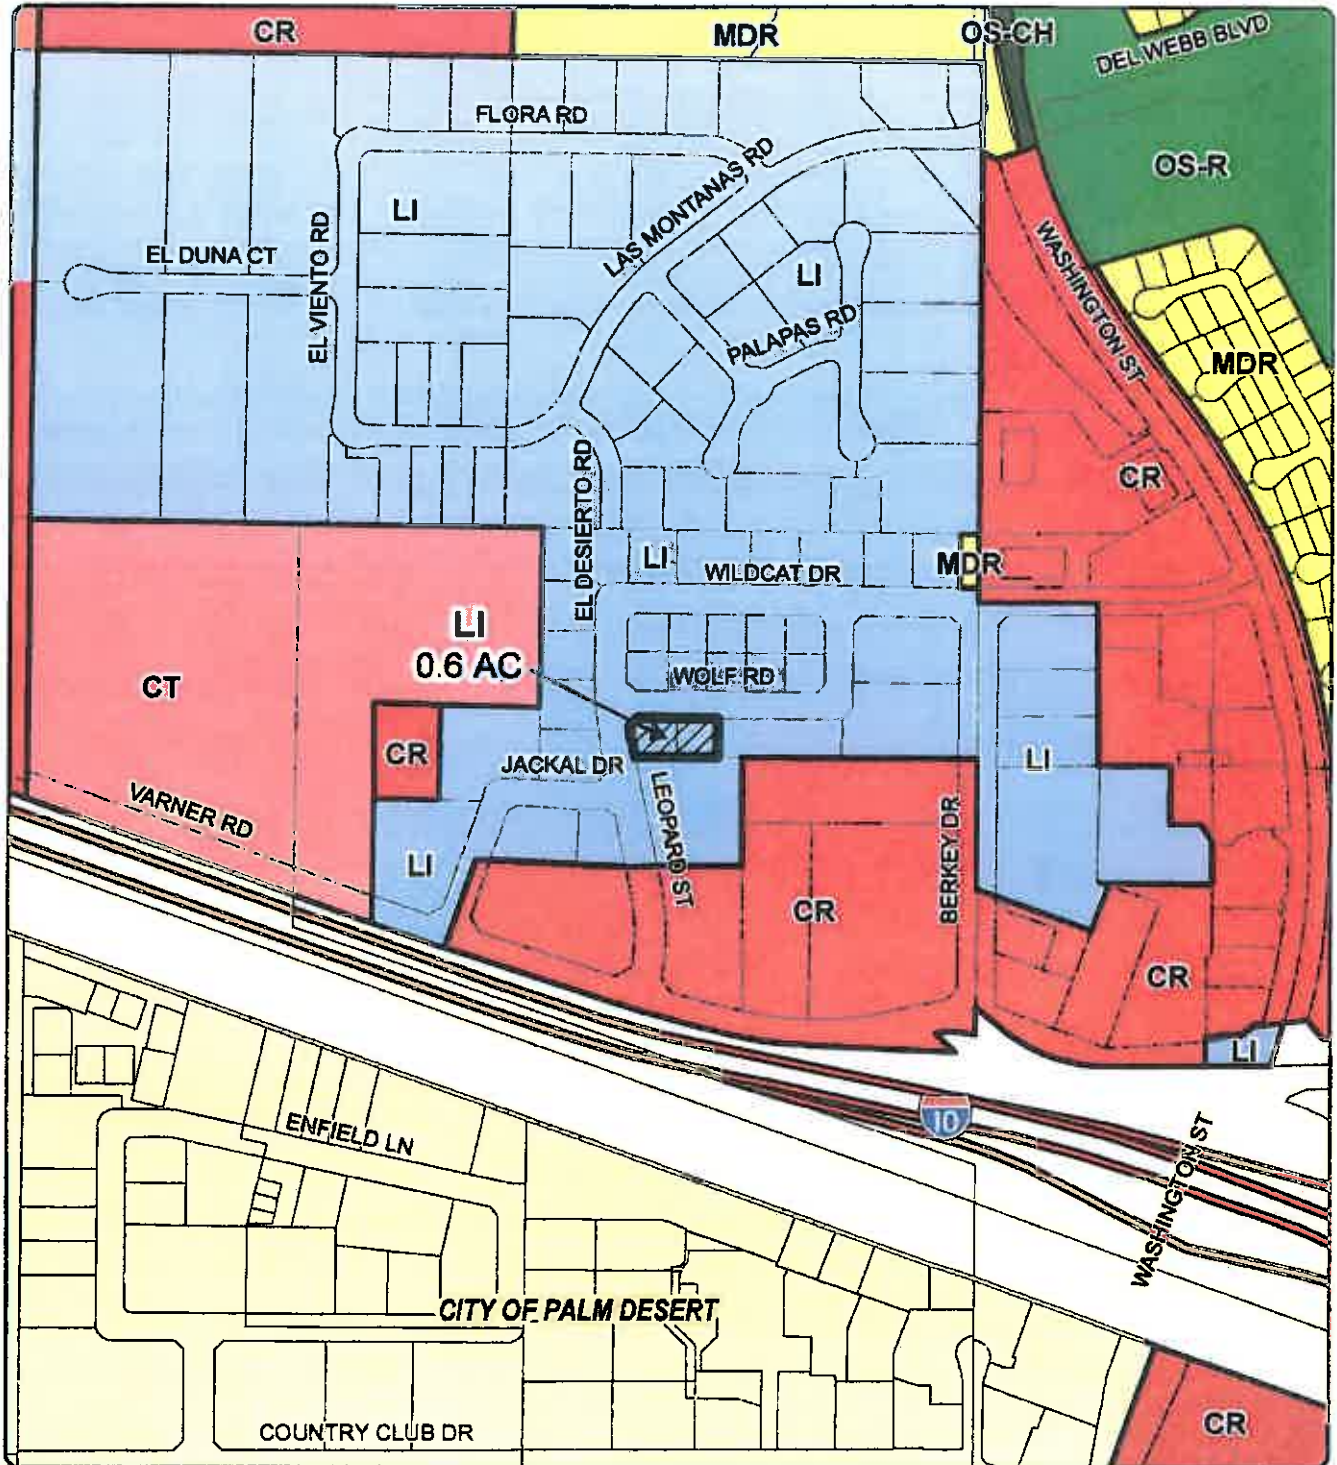 CR
MDR
OS-CH
DEL WEBB BLVD
FLORA RD
OS-R
LAS MONTANAS RD
LI
EL VIENTO RD
EL DUNA CT
LI
WASHINGTON ST
PALAPAS RD
MDR
EL DESIERTO RD
CR
LI
WILDCAT DR
MDR
LI
0.6 AC
CT
WOLF RD
CR
JACKAL DR
LI
VARNER RD
LEOPARD ST
BERKEY DR
LI
CR
CR
LI
10
ENFIELD LN
WASHINGTON ST
CITY OF PALM DESERT
COUNTRY CLUB DR
CR